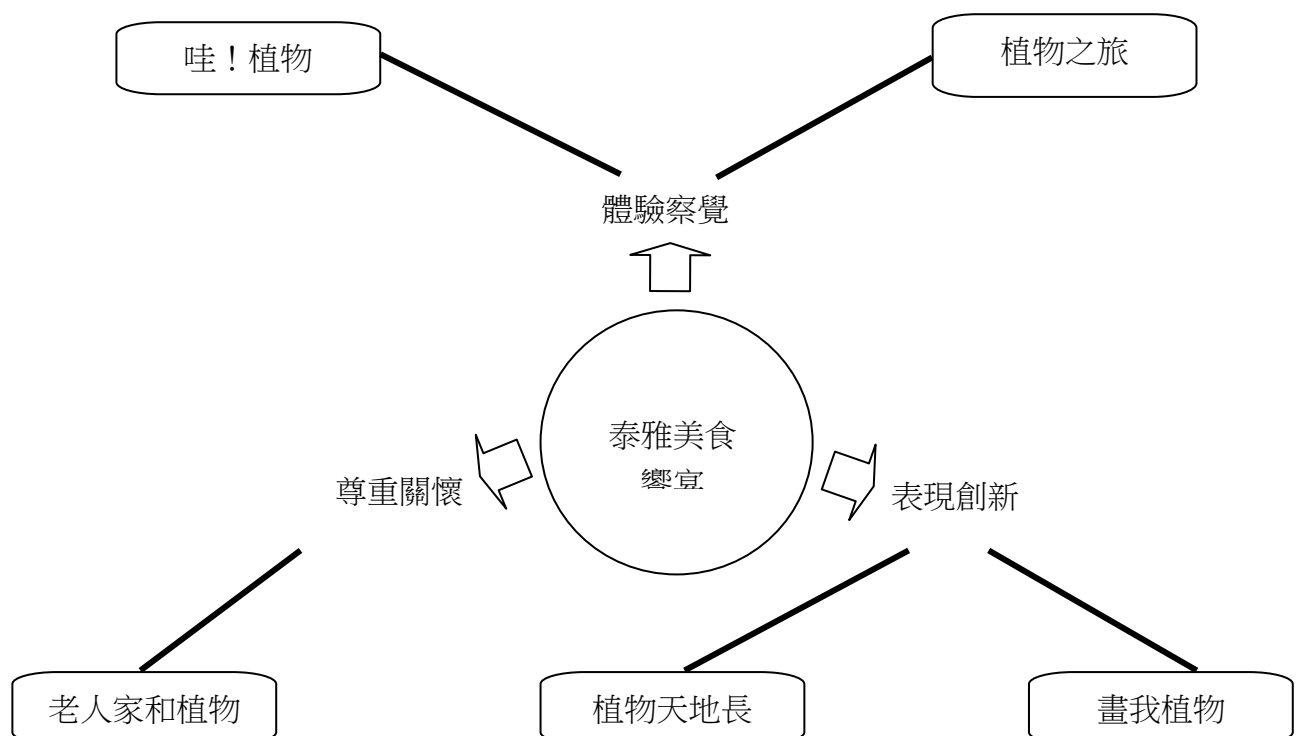 哇！植物
植物之旅
體驗察覺
泰雅美食
饗宴
尊重關懷
表現創新
老人家和植物
植物天地長
畫我植物